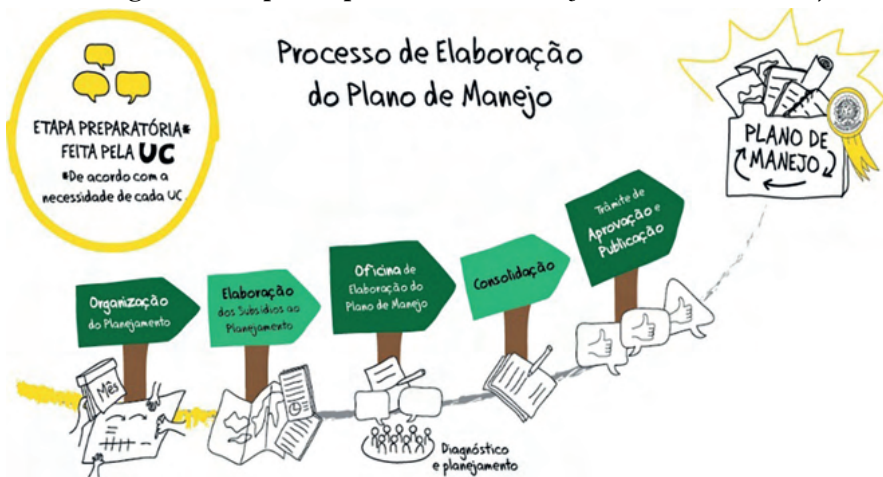 Processo de Elaboração
do Plano de Manejo
ETAPA PREPARATÓRIA*
FEITA PELA UC
*De acordo com a
necessidade de cada UC.
PLANO DE
MANEJO
Organização
do Planejamento
Elaboração
dos Subsídios ao
Planejamento
Oficina de
Elaboração do
Plano de Manejo
Consolidação
Trâmite de
Aprovação e
Publicação
Mês
Diagnóstico
e planejamento